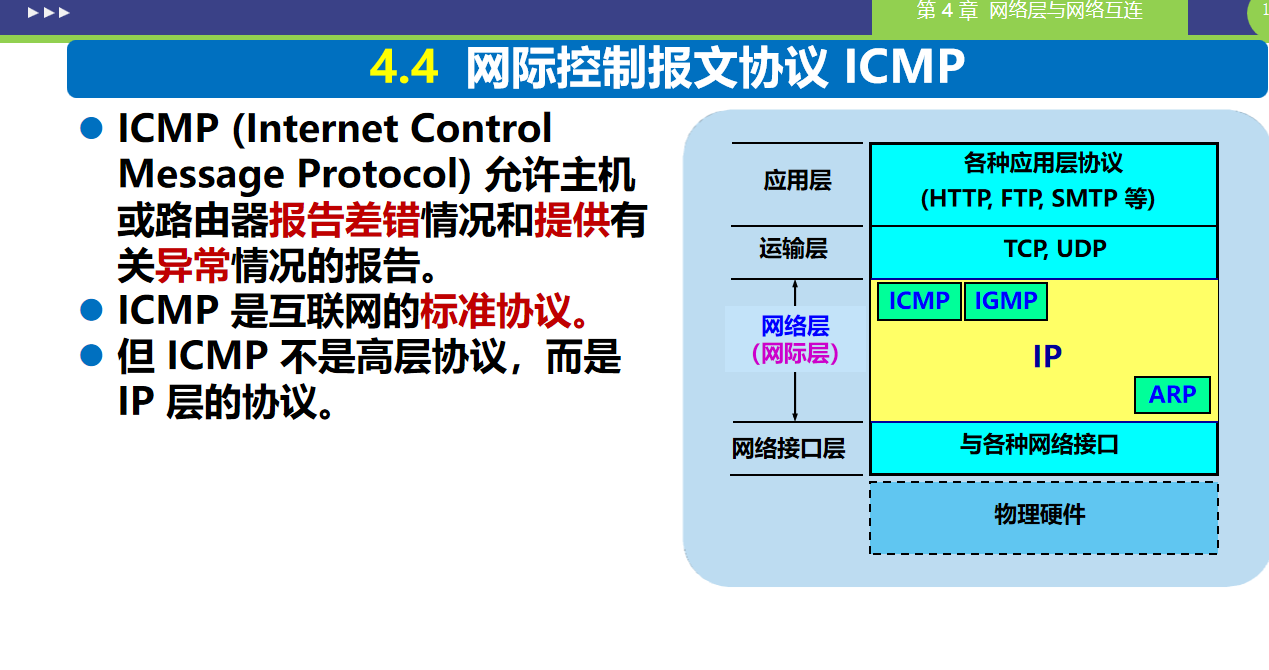 第 4 章 网络层与网络互连
4.4 网际控制报文协议 ICMP
ICMP (Internet Control
Message Protocol) 允许主机
或路由器报告差错情况和提供有
关异常情况的报告。
ICMP 是互联网的标准协议。
但 ICMP 不是高层协议，而是
IP 层的协议。
应用层
各种应用层协议
(HTTP, FTP, SMTP 等)
运输层
TCP, UDP
网络层
（网际层）
ICMP
IGMP
IP
ARP
网络接口层
与各种网络接口
物理硬件